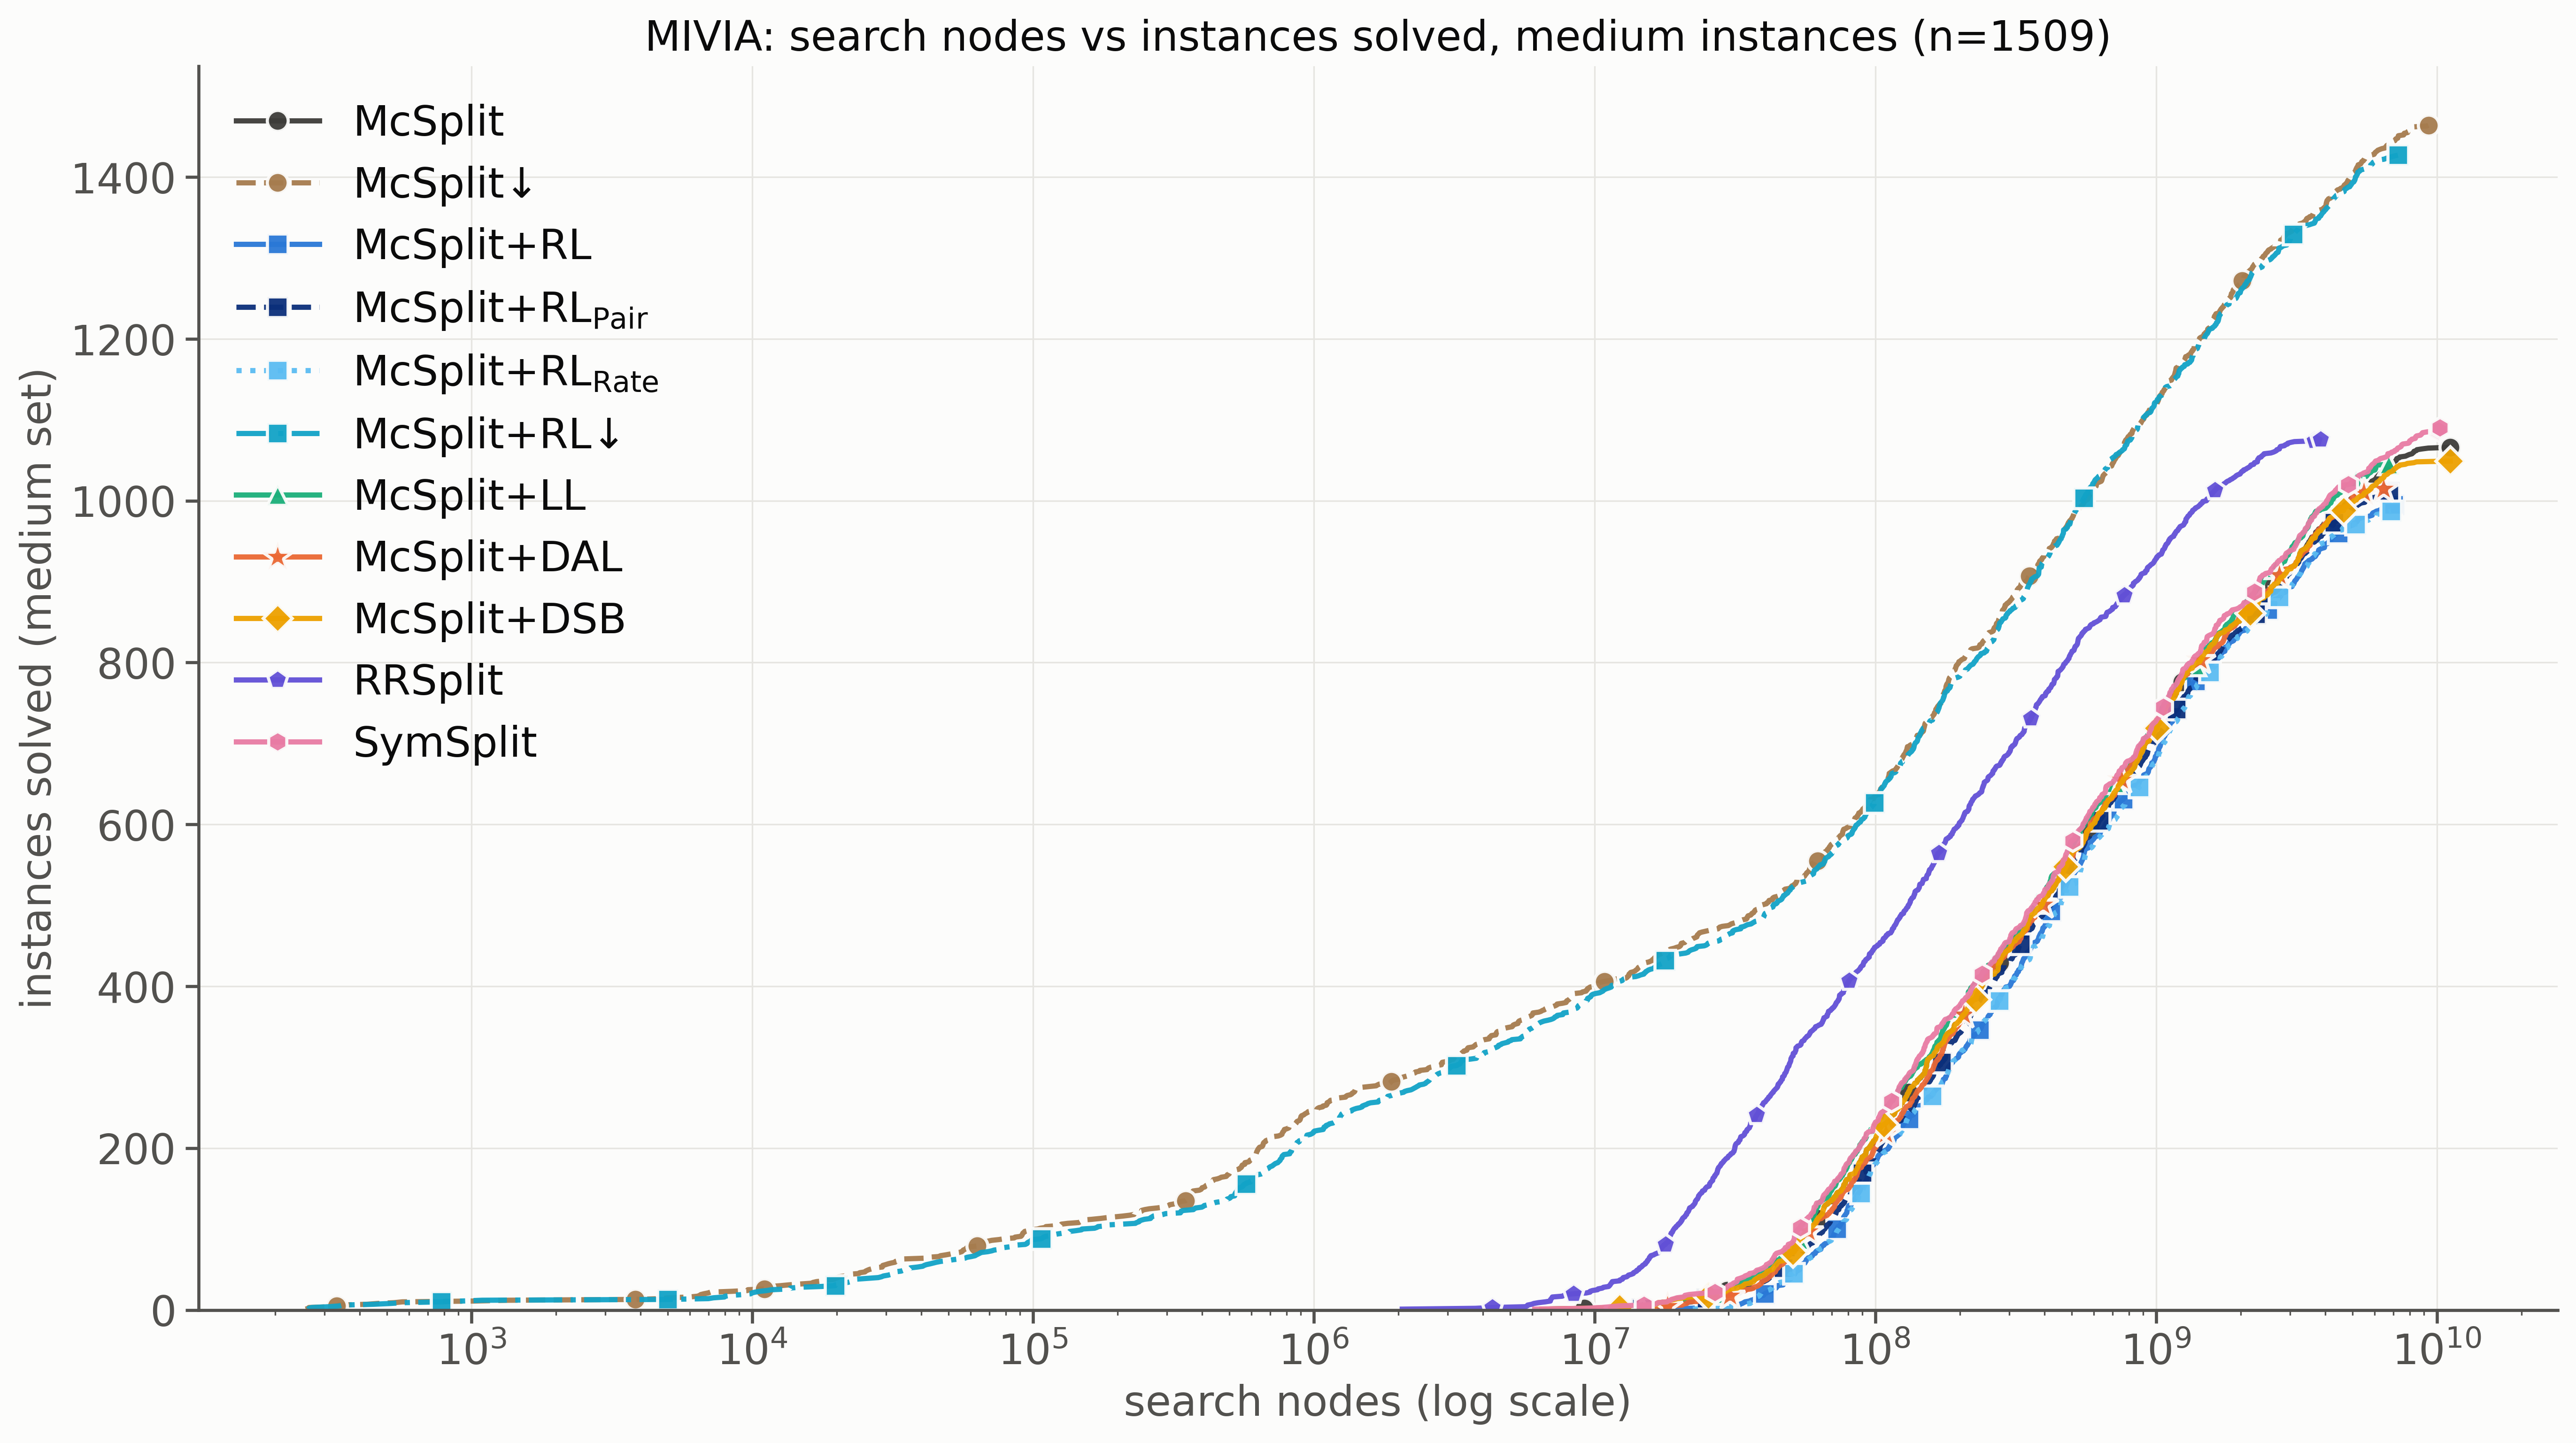 MIVIA: search nodes vs instances solved, medium instances (n=1509)
McSplit
McSplit↓
McSplit+RL
McSplit+RL_Pair
McSplit+RL_Rate
McSplit+RL↓
McSplit+LL
McSplit+DAL
McSplit+DSB
RRSplit
SymSplit
instances solved (medium set)
1400
1200
1000
800
600
400
200
0
10³ 10⁴ 10⁵ 10⁶ 10⁷ 10⁸ 10⁹ 10¹⁰
search nodes (log scale)